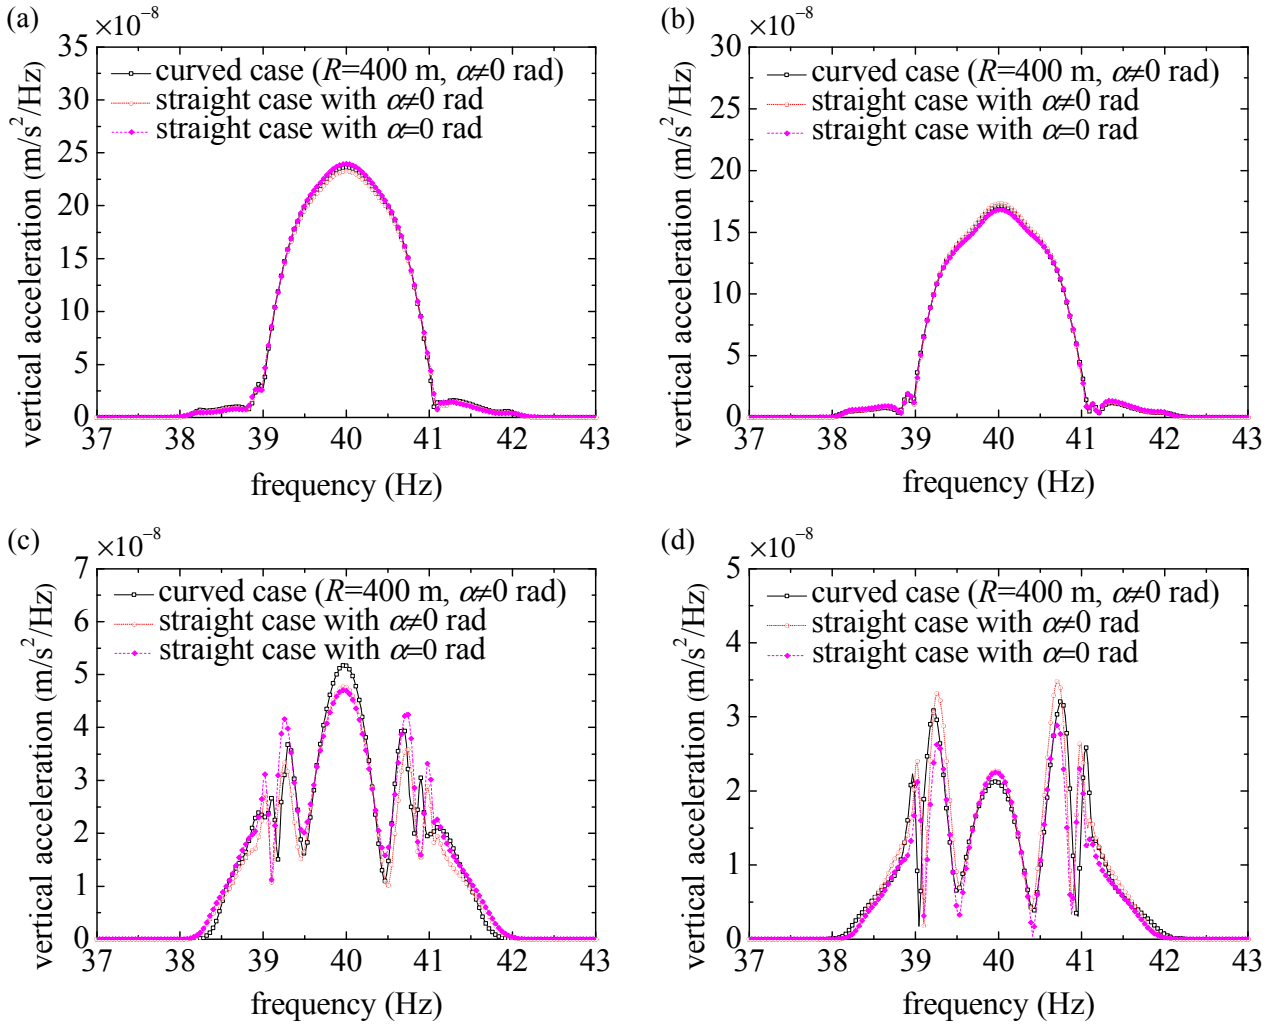 (a)
×10⁻⁸
35
30
25
20
15
10
5
0
vertical acceleration (m/s²/Hz)
curved case (R=400 m, α≠0 rad)
straight case with α≠0 rad
straight case with α=0 rad
37 38 39 40 41 42 43
frequency (Hz)
(b)
×10⁻⁸
30
25
20
15
10
5
0
vertical acceleration (m/s²/Hz)
curved case (R=400 m, α≠0 rad)
straight case with α≠0 rad
straight case with α=0 rad
37 38 39 40 41 42 43
frequency (Hz)
(c)
×10⁻⁸
7
6
5
4
3
2
1
0
vertical acceleration (m/s²/Hz)
curved case (R=400 m, α≠0 rad)
straight case with α≠0 rad
straight case with α=0 rad
37 38 39 40 41 42 43
frequency (Hz)
(d)
×10⁻⁸
5
4
3
2
1
0
vertical acceleration (m/s²/Hz)
curved case (R=400 m, α≠0 rad)
straight case with α≠0 rad
straight case with α=0 rad
37 38 39 40 41 42 43
frequency (Hz)